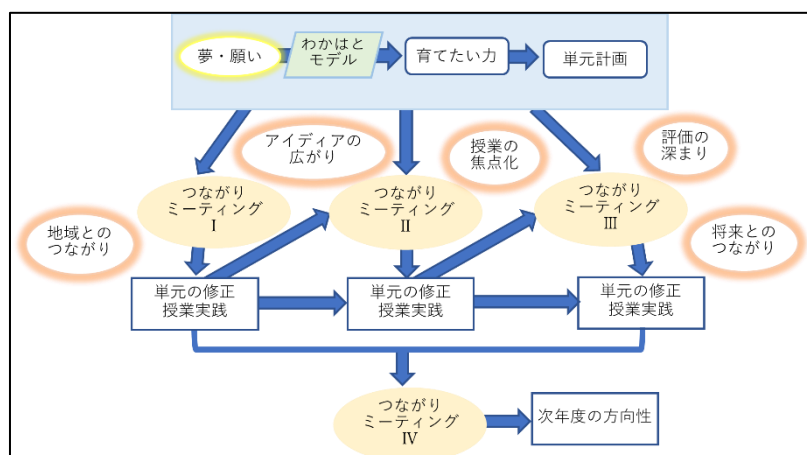 夢・願い
わかはと
モデル
育てたい力
単元計画
アイディアの
広がり
授業の
焦点化
評価の
深まり
つながり
ミーティング
Ⅰ
つながり
ミーティング
Ⅱ
つながり
ミーティング
Ⅲ
地域との
つながり
将来との
つながり
単元の修正
授業実践
単元の修正
授業実践
単元の修正
授業実践
つながり
ミーティング
Ⅳ
次年度の方向性